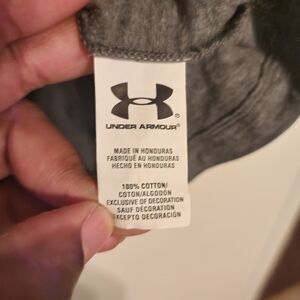 UNDER ARMOUR®
MADE IN HONDURAS
FABRIQUÉ AU HONDURAS
HECHO EN HONDURAS
100% COTTON/
COTON/ALGODÓN
EXCLUSIVE OF DECORATION
SAUF DÉCORATION
EXCEPTO DECORACIÓN